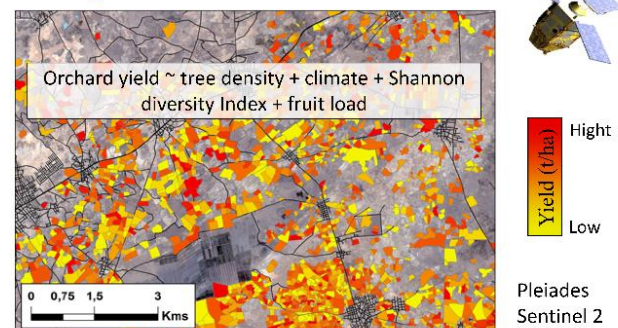 Orchard yield ~ tree density + climate + Shannon
diversity Index + fruit load
Hight
Yield (t/ha)
Low
0 0,75 1,5 3
Kms
Pleiades
Sentinel 2